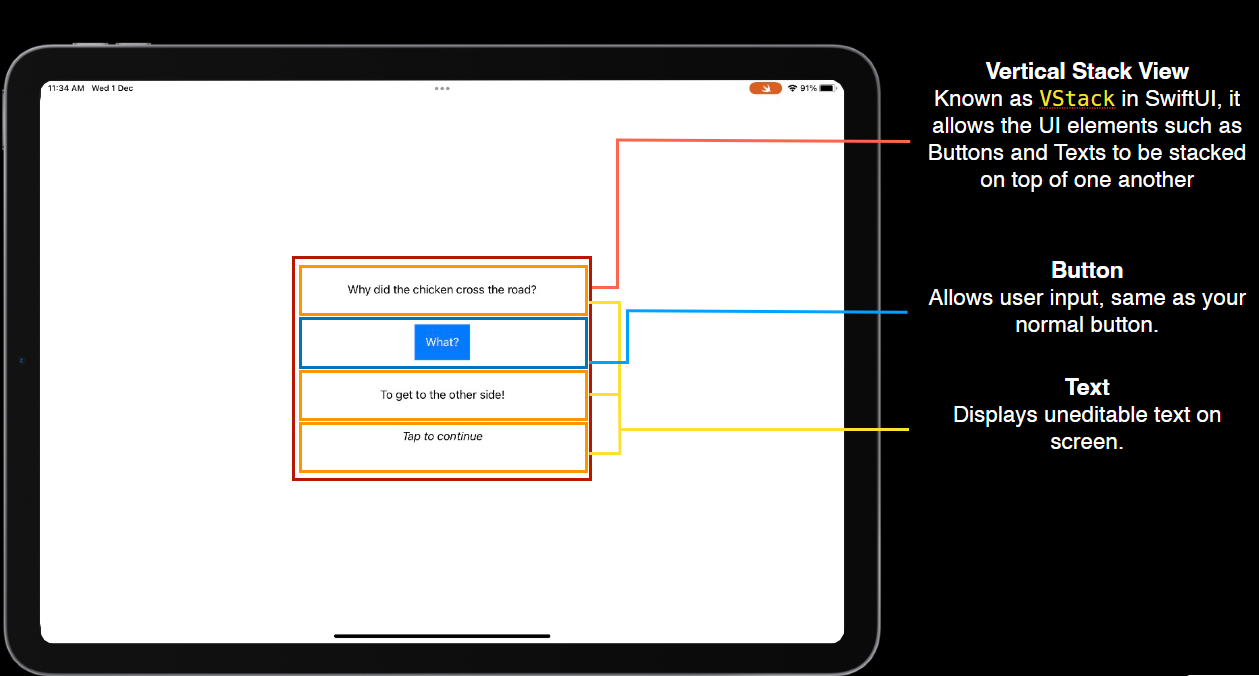 11:34 AM Wed 1 Dec
91%
Why did the chicken cross the road?
What?
To get to the other side!
Tap to continue
Vertical Stack View
Known as VStack in SwiftUI, it
allows the UI elements such as
Buttons and Texts to be stacked
on top of one another
Button
Allows user input, same as your
normal button.
Text
Displays uneditable text on
screen.